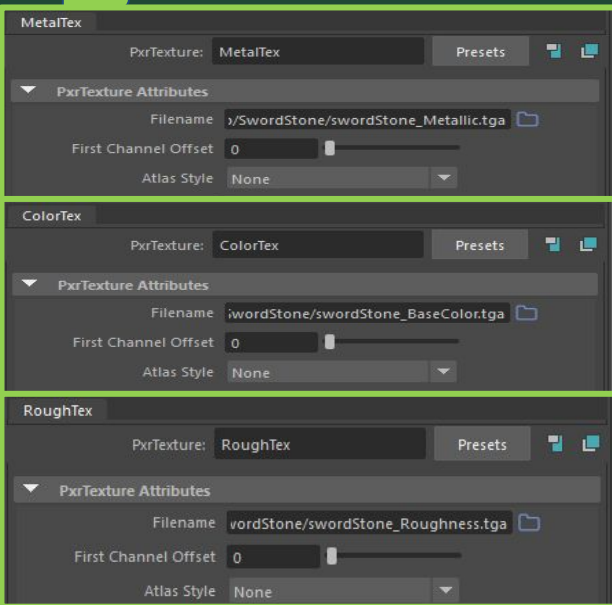 MetalTex
PxrTexture: MetalTex Presets
PxrTexture Attributes
Filename ɔ/SwordStone/swordStone_Metallic.tga
First Channel Offset 0
Atlas Style None
ColorTex
PxrTexture: ColorTex Presets
PxrTexture Attributes
Filename SwordStone/swordStone_BaseColor.tga
First Channel Offset 0
Atlas Style None
RoughTex
PxrTexture: RoughTex Presets
PxrTexture Attributes
Filename wordStone/swordStone_Roughness.tga
First Channel Offset 0
Atlas Style None